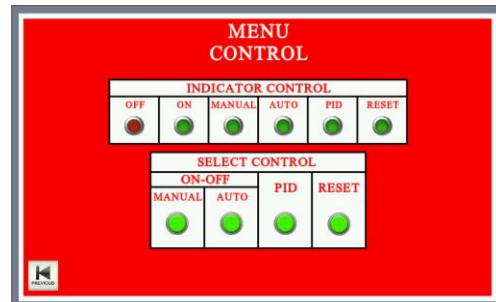 MENU
CONTROL
INDICATOR CONTROL
OFF ON MANUAL AUTO PID RESET
SELECT CONTROL
ON-OFF
PID RESET
MANUAL AUTO
PREVIOUS